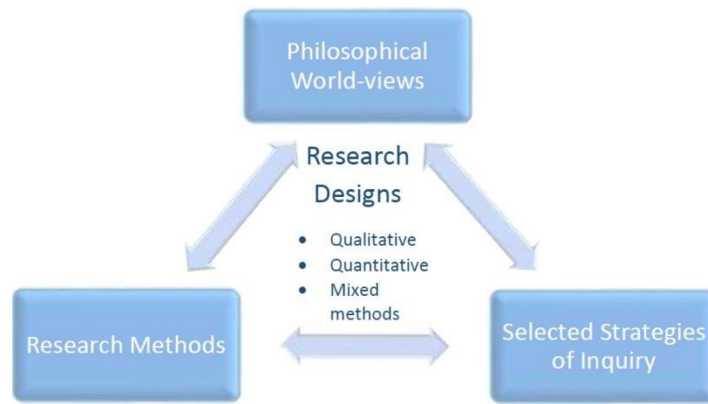 Philosophical
World-views
Research
Designs
• Qualitative
• Quantitative
• Mixed
methods
Research Methods
Selected Strategies
of Inquiry